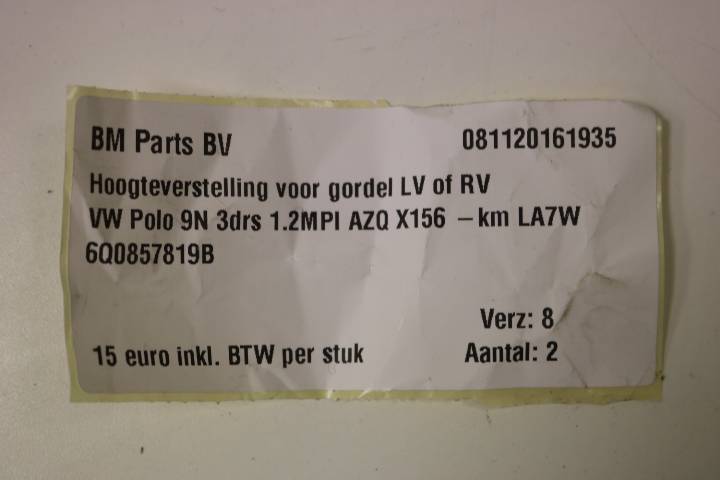 BM Parts BV 081120161935
Hoogteverstelling voor gordel LV of RV
VW Polo 9N 3drs 1.2MPI AZQ X156 -km LA7W
6Q0857819B
Verz: 8
15 euro inkl. BTW per stuk Aantal: 2